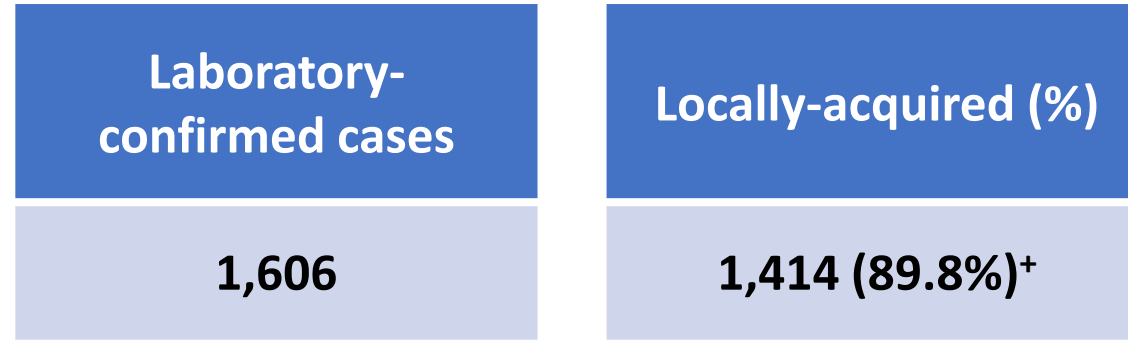 Laboratory-
confirmed cases
Locally-acquired (%)
1,606
1,414 (89.8%)⁺